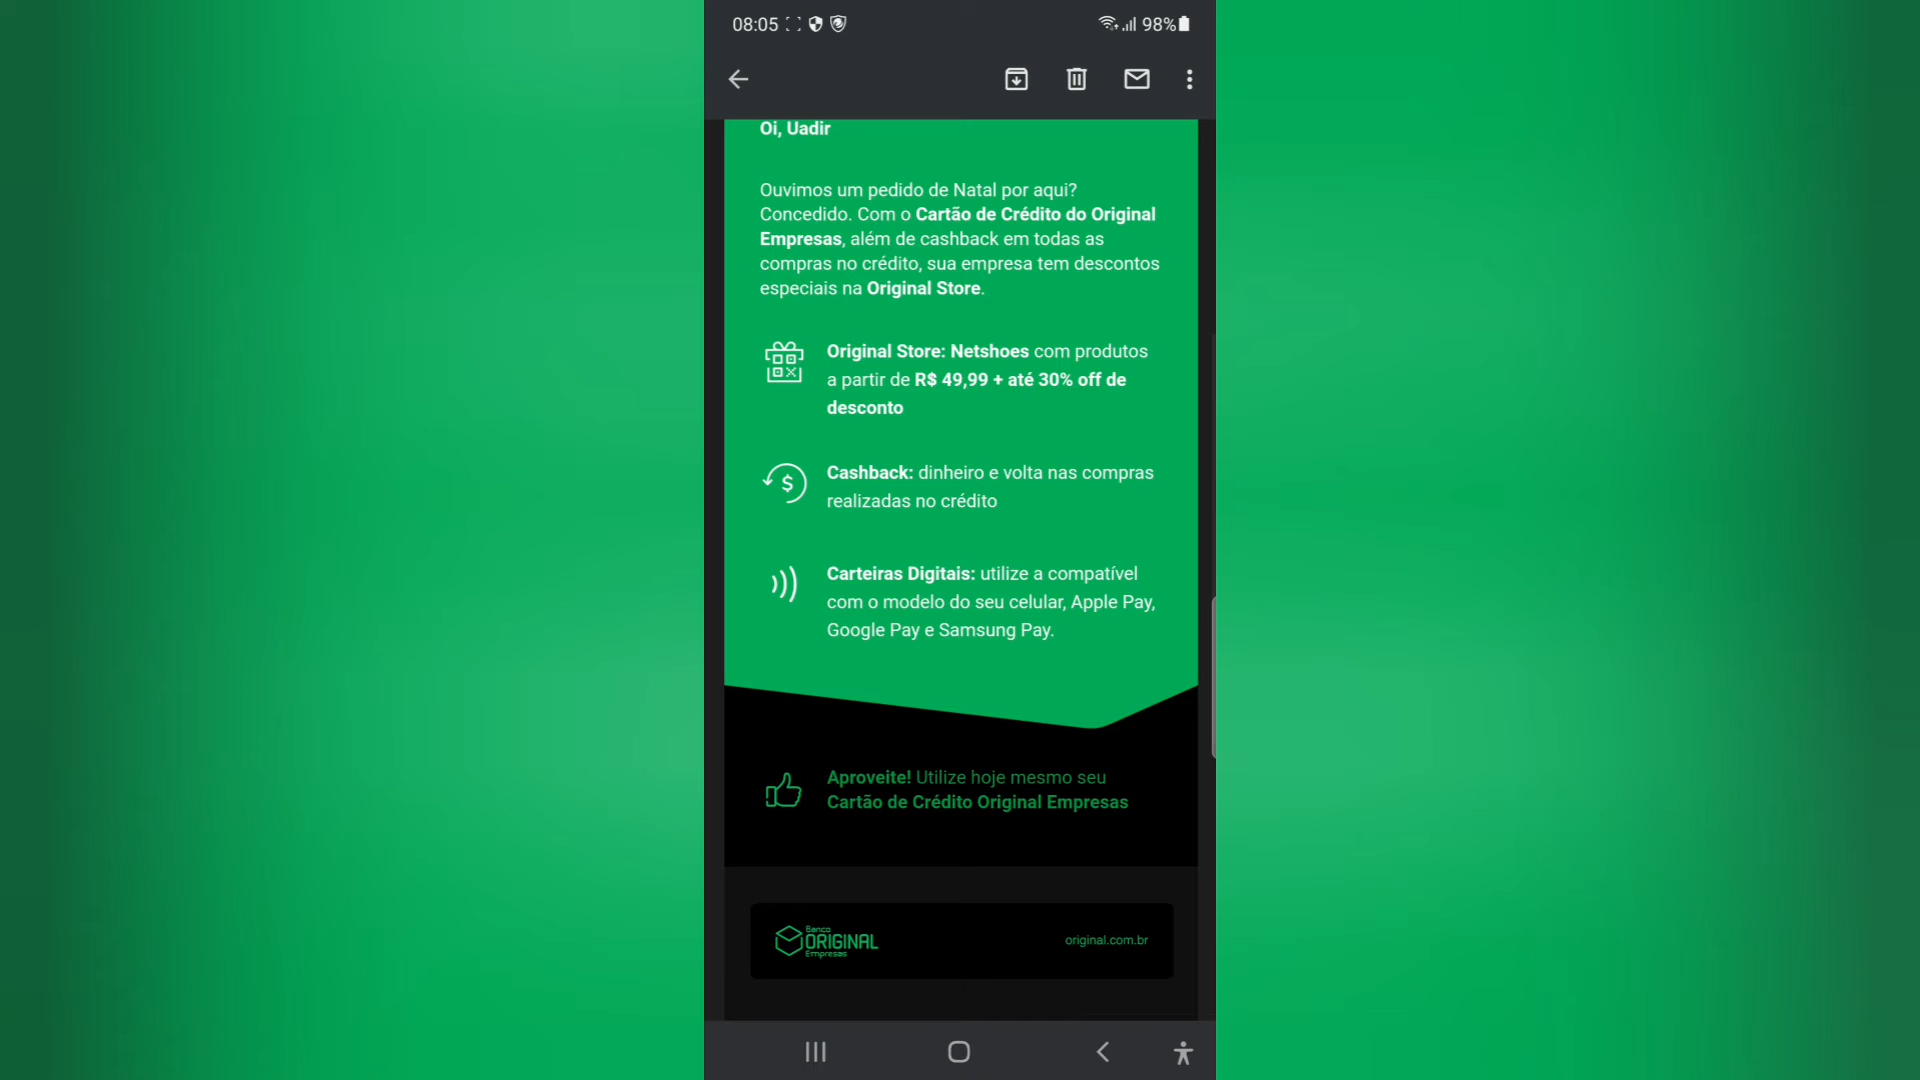 08:05
98%
Oi, Uadir
Ouvimos um pedido de Natal por aqui?
Concedido. Com o Cartão de Crédito do Original
Empresas, além de cashback em todas as
compras no crédito, sua empresa tem descontos
especiais na Original Store.
Original Store: Netshoes com produtos
a partir de R$ 49,99 + até 30% off de
desconto
Cashback: dinheiro e volta nas compras
realizadas no crédito
Carteiras Digitais: utilize a compatível
com o modelo do seu celular, Apple Pay,
Google Pay e Samsung Pay.
Aproveite! Utilize hoje mesmo seu
Cartão de Crédito Original Empresas
Banco
ORIGINAL
Empresas
original.com.br